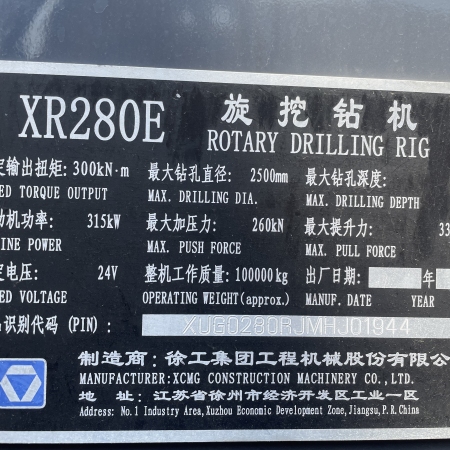 XR280E 旋挖钻机
ROTARY DRILLING RIG
定输出扭矩: 300kN·m 最大钻孔直径: 2500mm 最大钻孔深度:
ED TORQUE OUTPUT MAX. DRILLING DIA. MAX. DRILLING DEPTH
动机功率: 315kW 最大加压力: 260kN 最大提升力: 33
INE POWER MAX. PUSH FORCE MAX. PULL FORCE
定电压: 24V 整机工作质量: 100000kg 出厂日期: 年
ED VOLTAGE OPERATING WEIGHT(approx.) MANUF. DATE YEAR
识别代码 (PIN): XUG0280RJMHJ01944
制造商: 徐工集团工程机械股份有限公
MANUFACTURER:XCMG CONSTRUCTION MACHINERY CO., LTD.
地 址: 江苏省徐州市经济开发区工业一区
Address: No.1 Industry Area, Xuzhou Economic Development Zone, Jiangsu, P.R.China